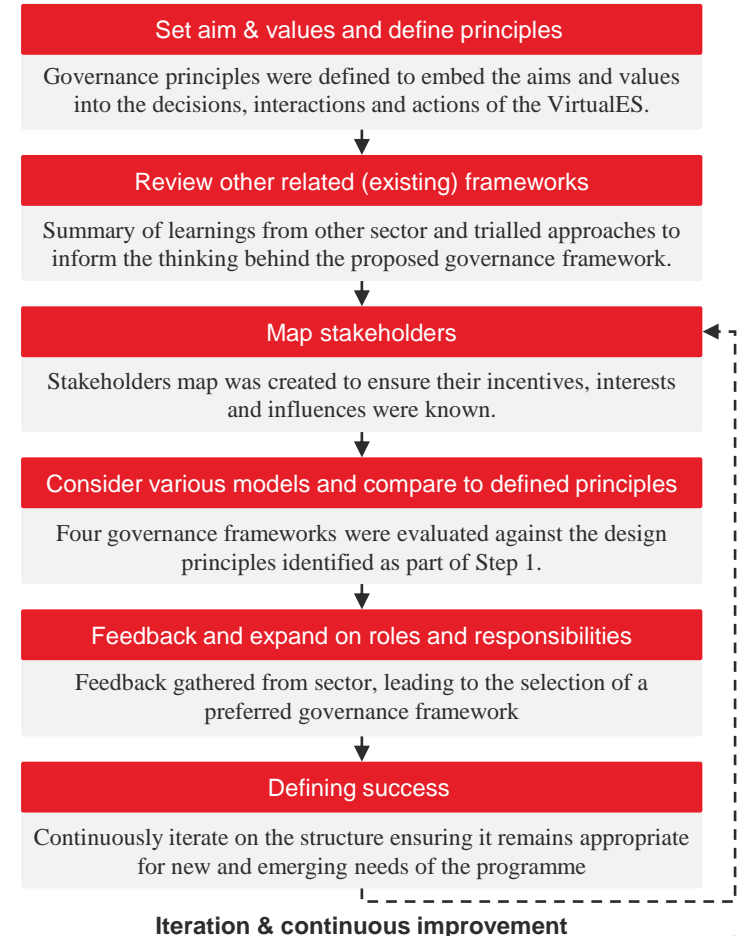 Set aim & values and define principles
Governance principles were defined to embed the aims and values
into the decisions, interactions and actions of the VirtualES.
Review other related (existing) frameworks
Summary of learnings from other sector and trialled approaches to
inform the thinking behind the proposed governance framework.
Map stakeholders
Stakeholders map was created to ensure their incentives, interests
and influences were known.
Consider various models and compare to defined principles
Four governance frameworks were evaluated against the design
principles identified as part of Step 1.
Feedback and expand on roles and responsibilities
Feedback gathered from sector, leading to the selection of a
preferred governance framework
Defining success
Continuously iterate on the structure ensuring it remains appropriate
for new and emerging needs of the programme
Iteration & continuous improvement